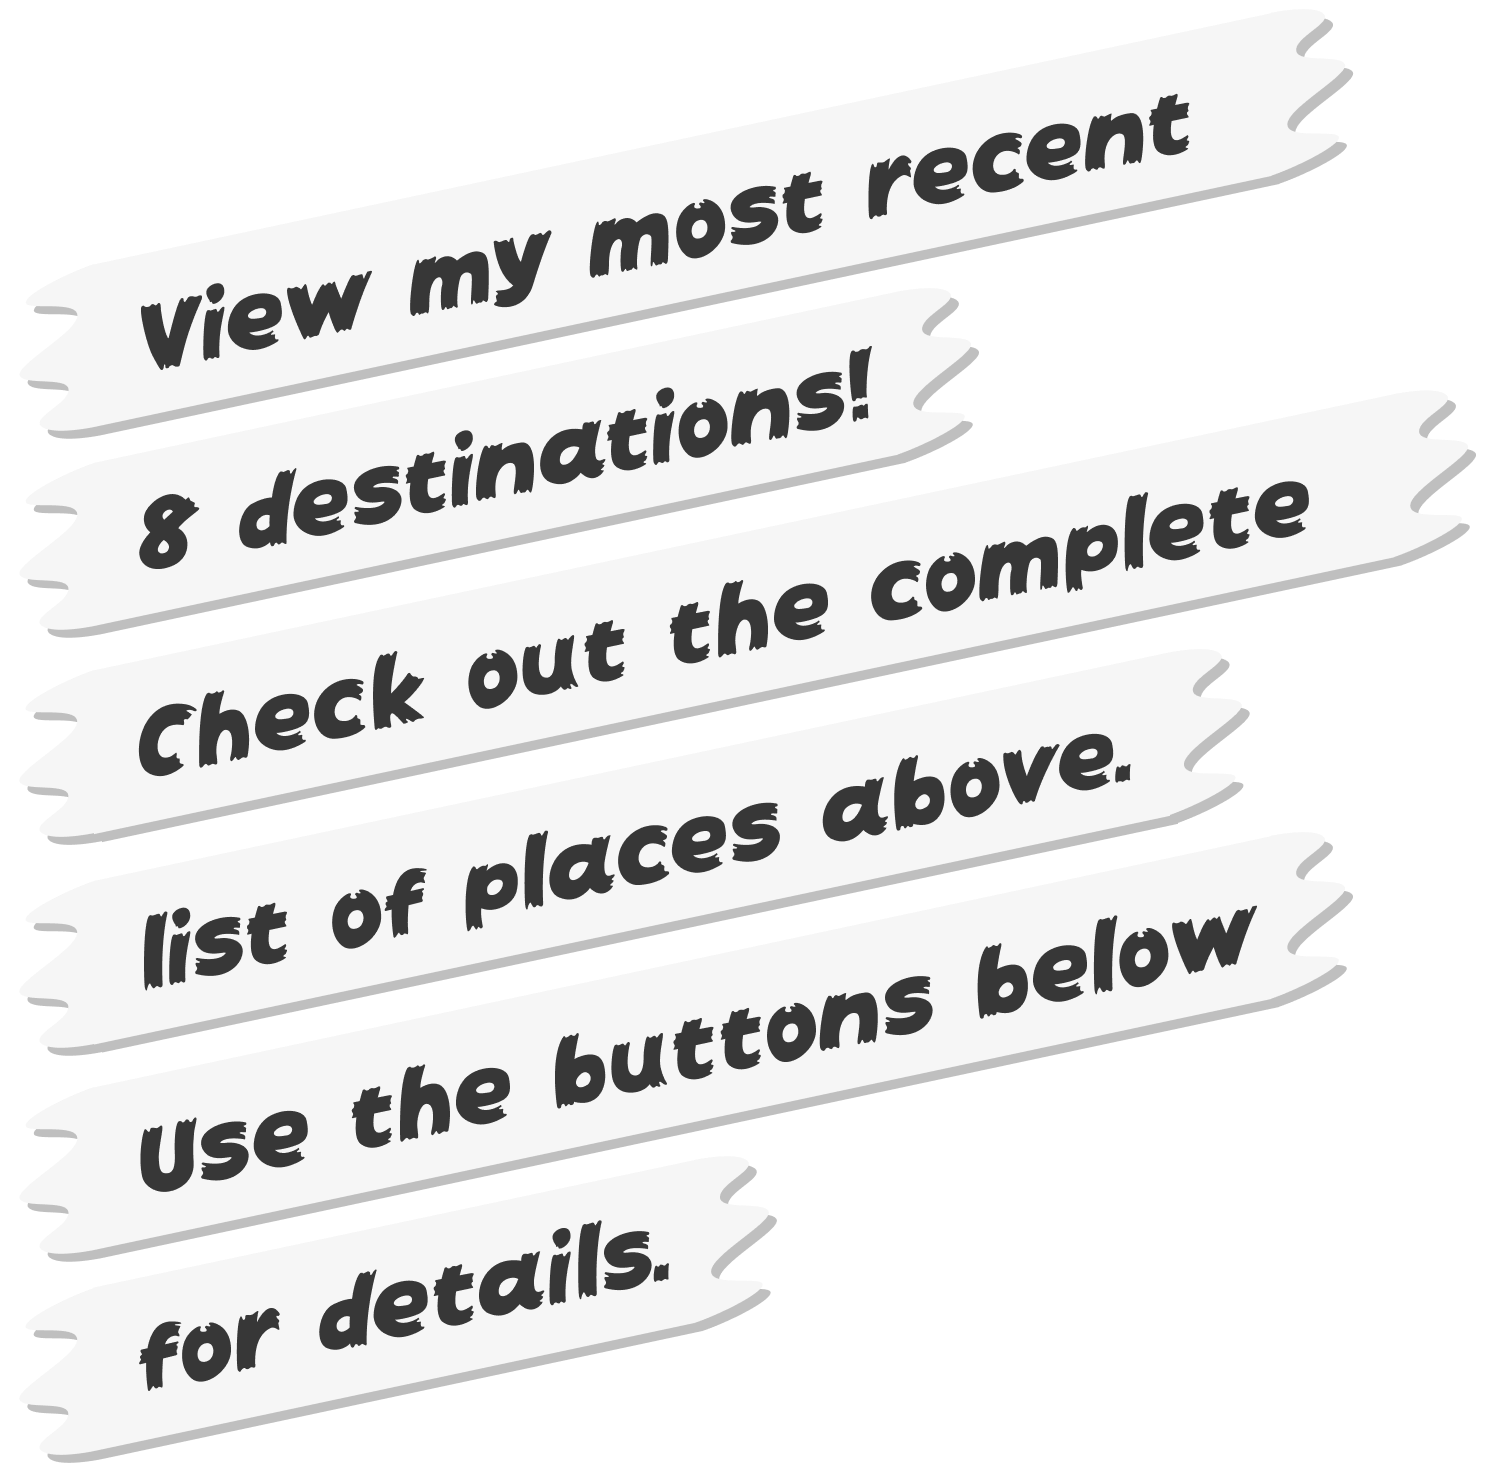 View my most recent
8 destinations!
Check out the complete
list of places above.
Use the buttons below
for details.